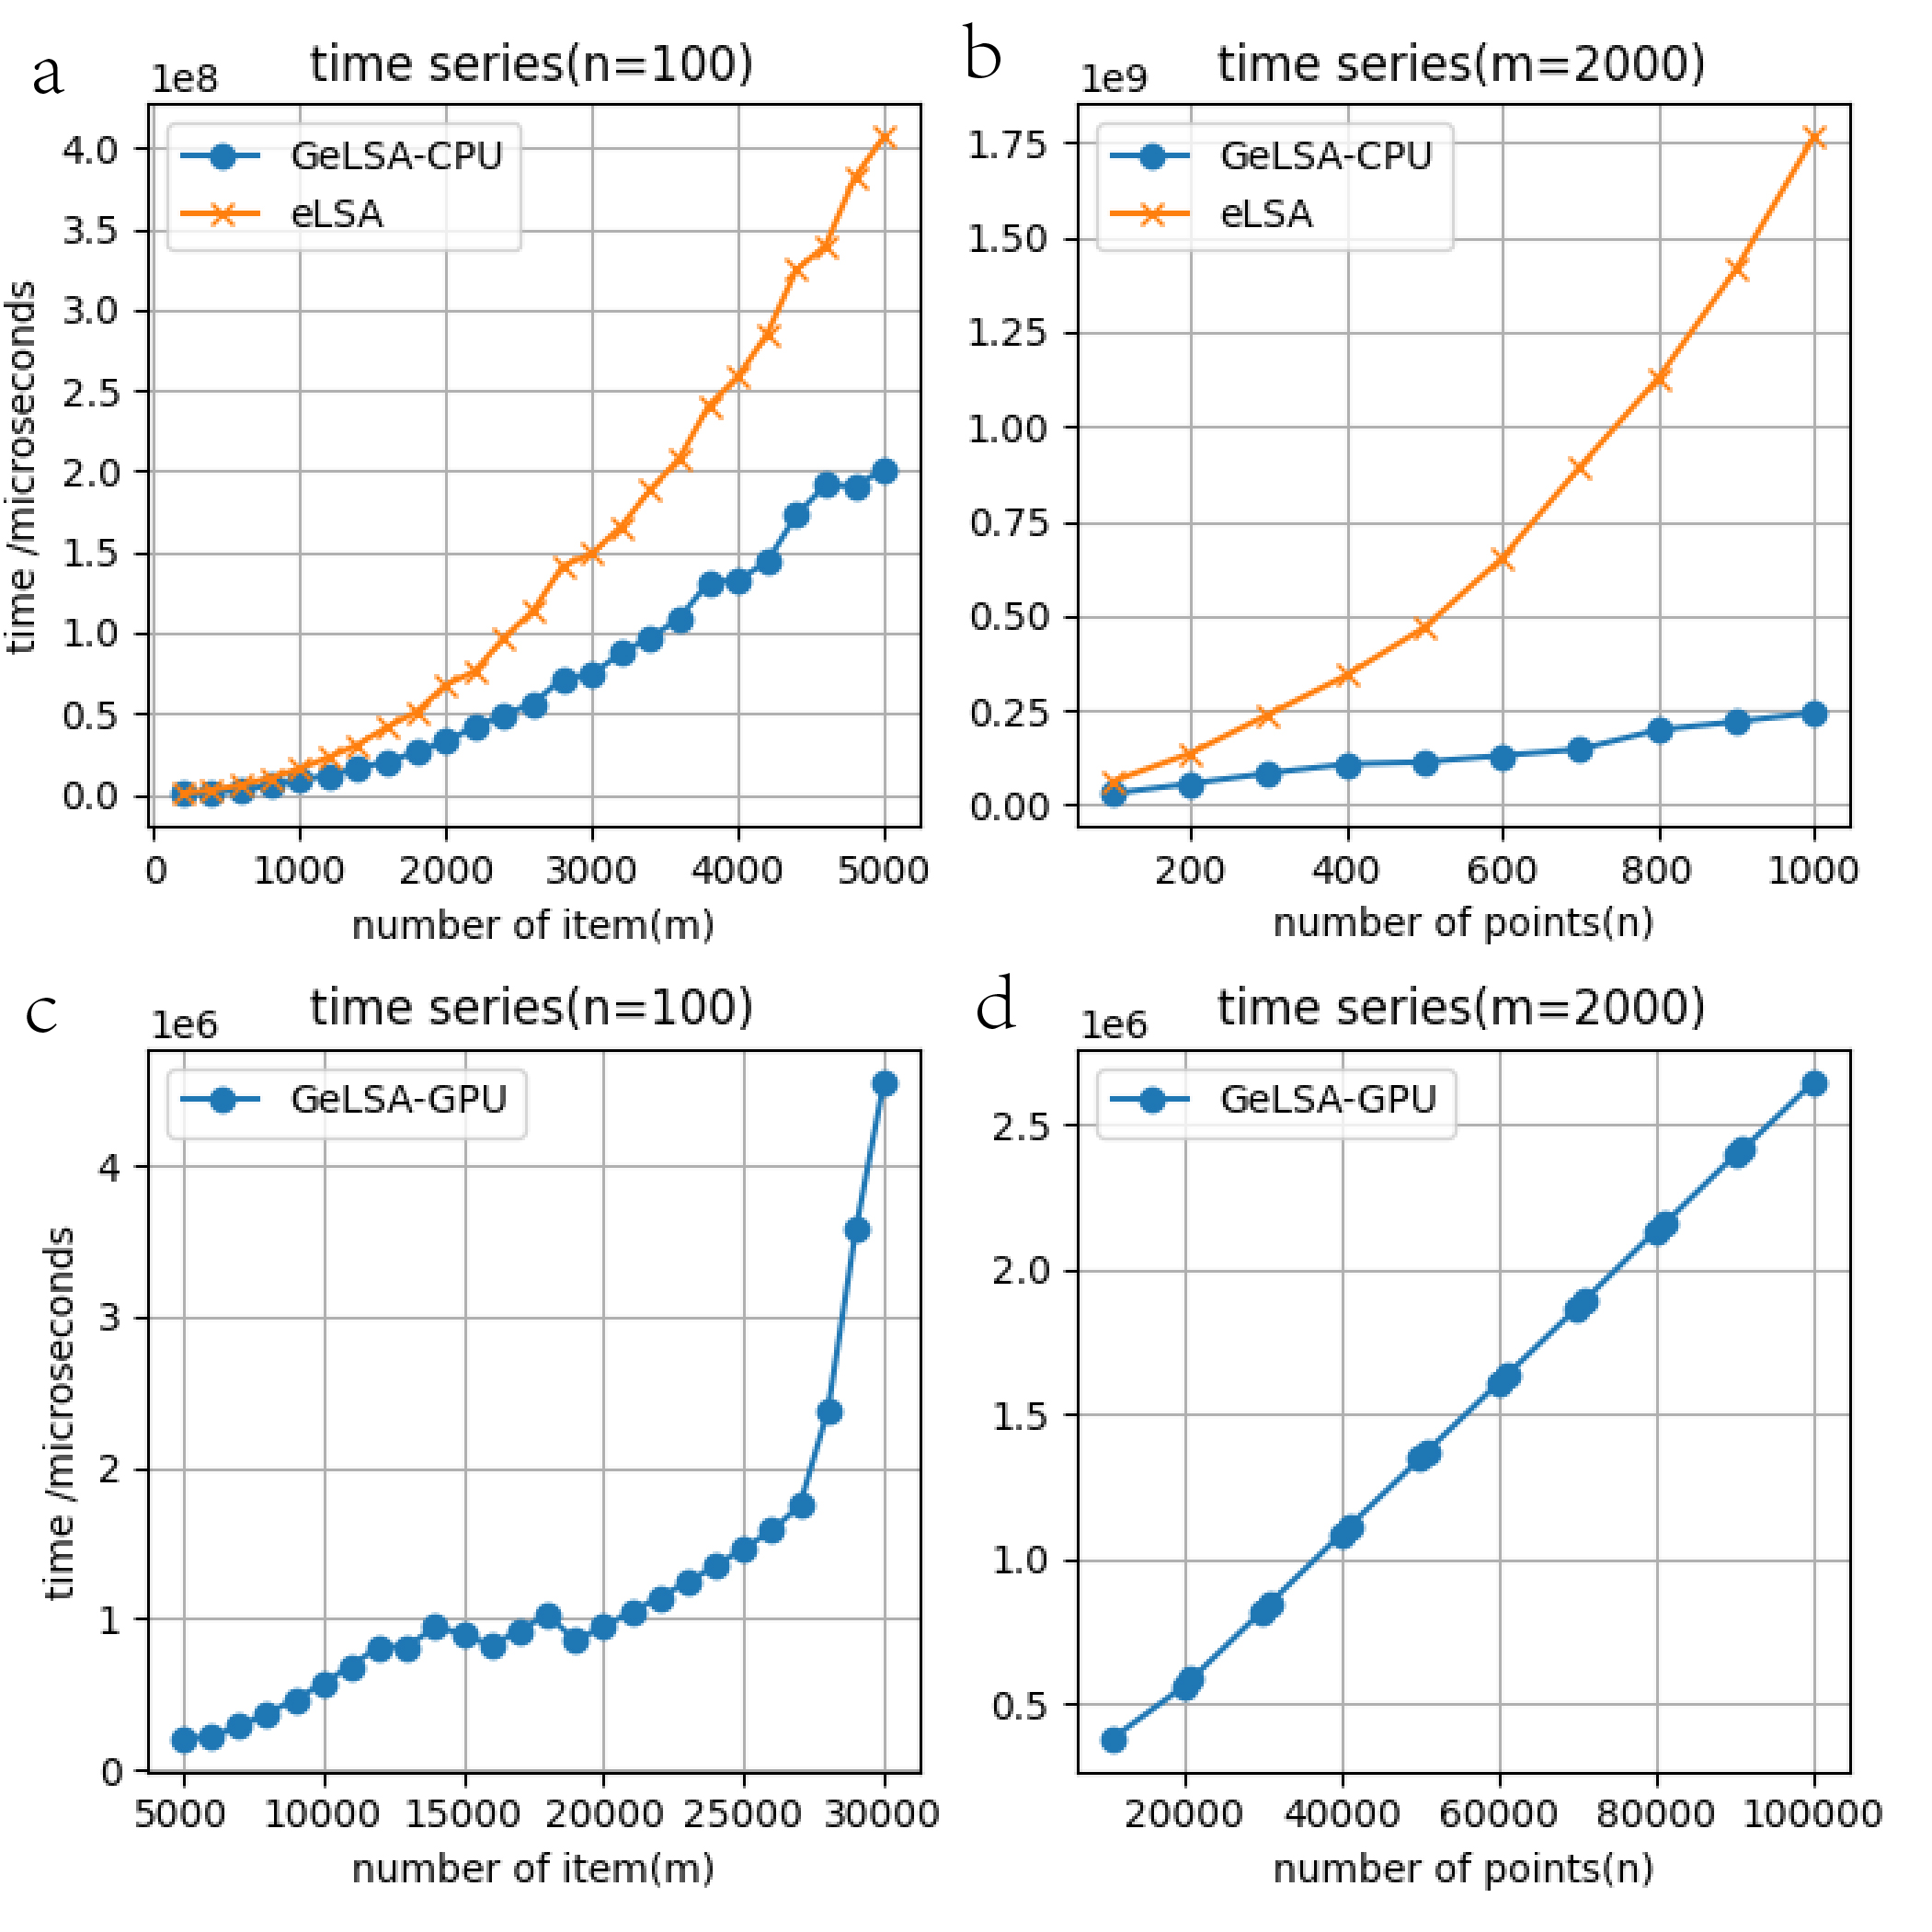 a
time series(n=100)
1e8
GeLSA-CPU
eLSA
4.0
3.5
3.0
2.5
2.0
1.5
1.0
0.5
0.0
time /microseconds
0 1000 2000 3000 4000 5000
number of item(m)
b
time series(m=2000)
1e9
GeLSA-CPU
eLSA
1.75
1.50
1.25
1.00
0.75
0.50
0.25
0.00
200 400 600 800 1000
number of points(n)
c
time series(n=100)
1e6
GeLSA-GPU
4
3
2
1
0
time /microseconds
5000 10000 15000 20000 25000 30000
number of item(m)
d
time series(m=2000)
1e6
GeLSA-GPU
2.5
2.0
1.5
1.0
0.5
20000 40000 60000 80000 100000
number of points(n)